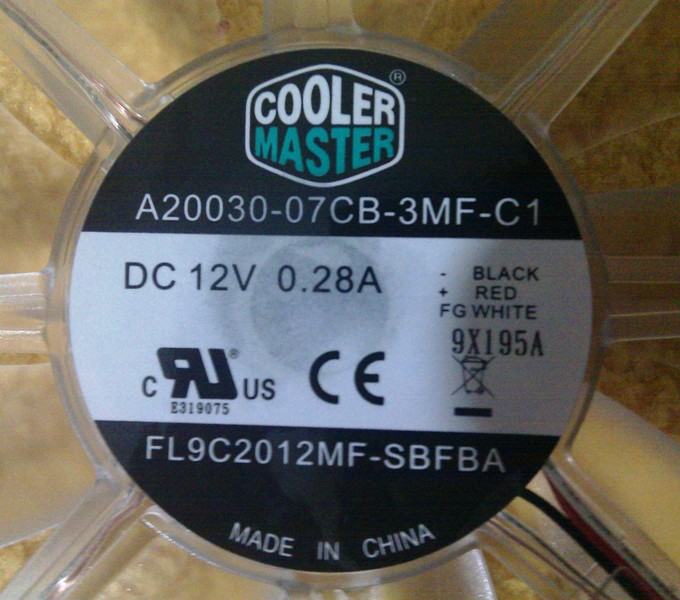 COOLER ®
MASTER
A20030-07CB-3MF-C1
DC 12V 0.28A
- BLACK
+ RED
FG WHITE
9X195A
C RU ® US
E319075
CE
FL9C2012MF-SBFBA
MADE IN CHINA